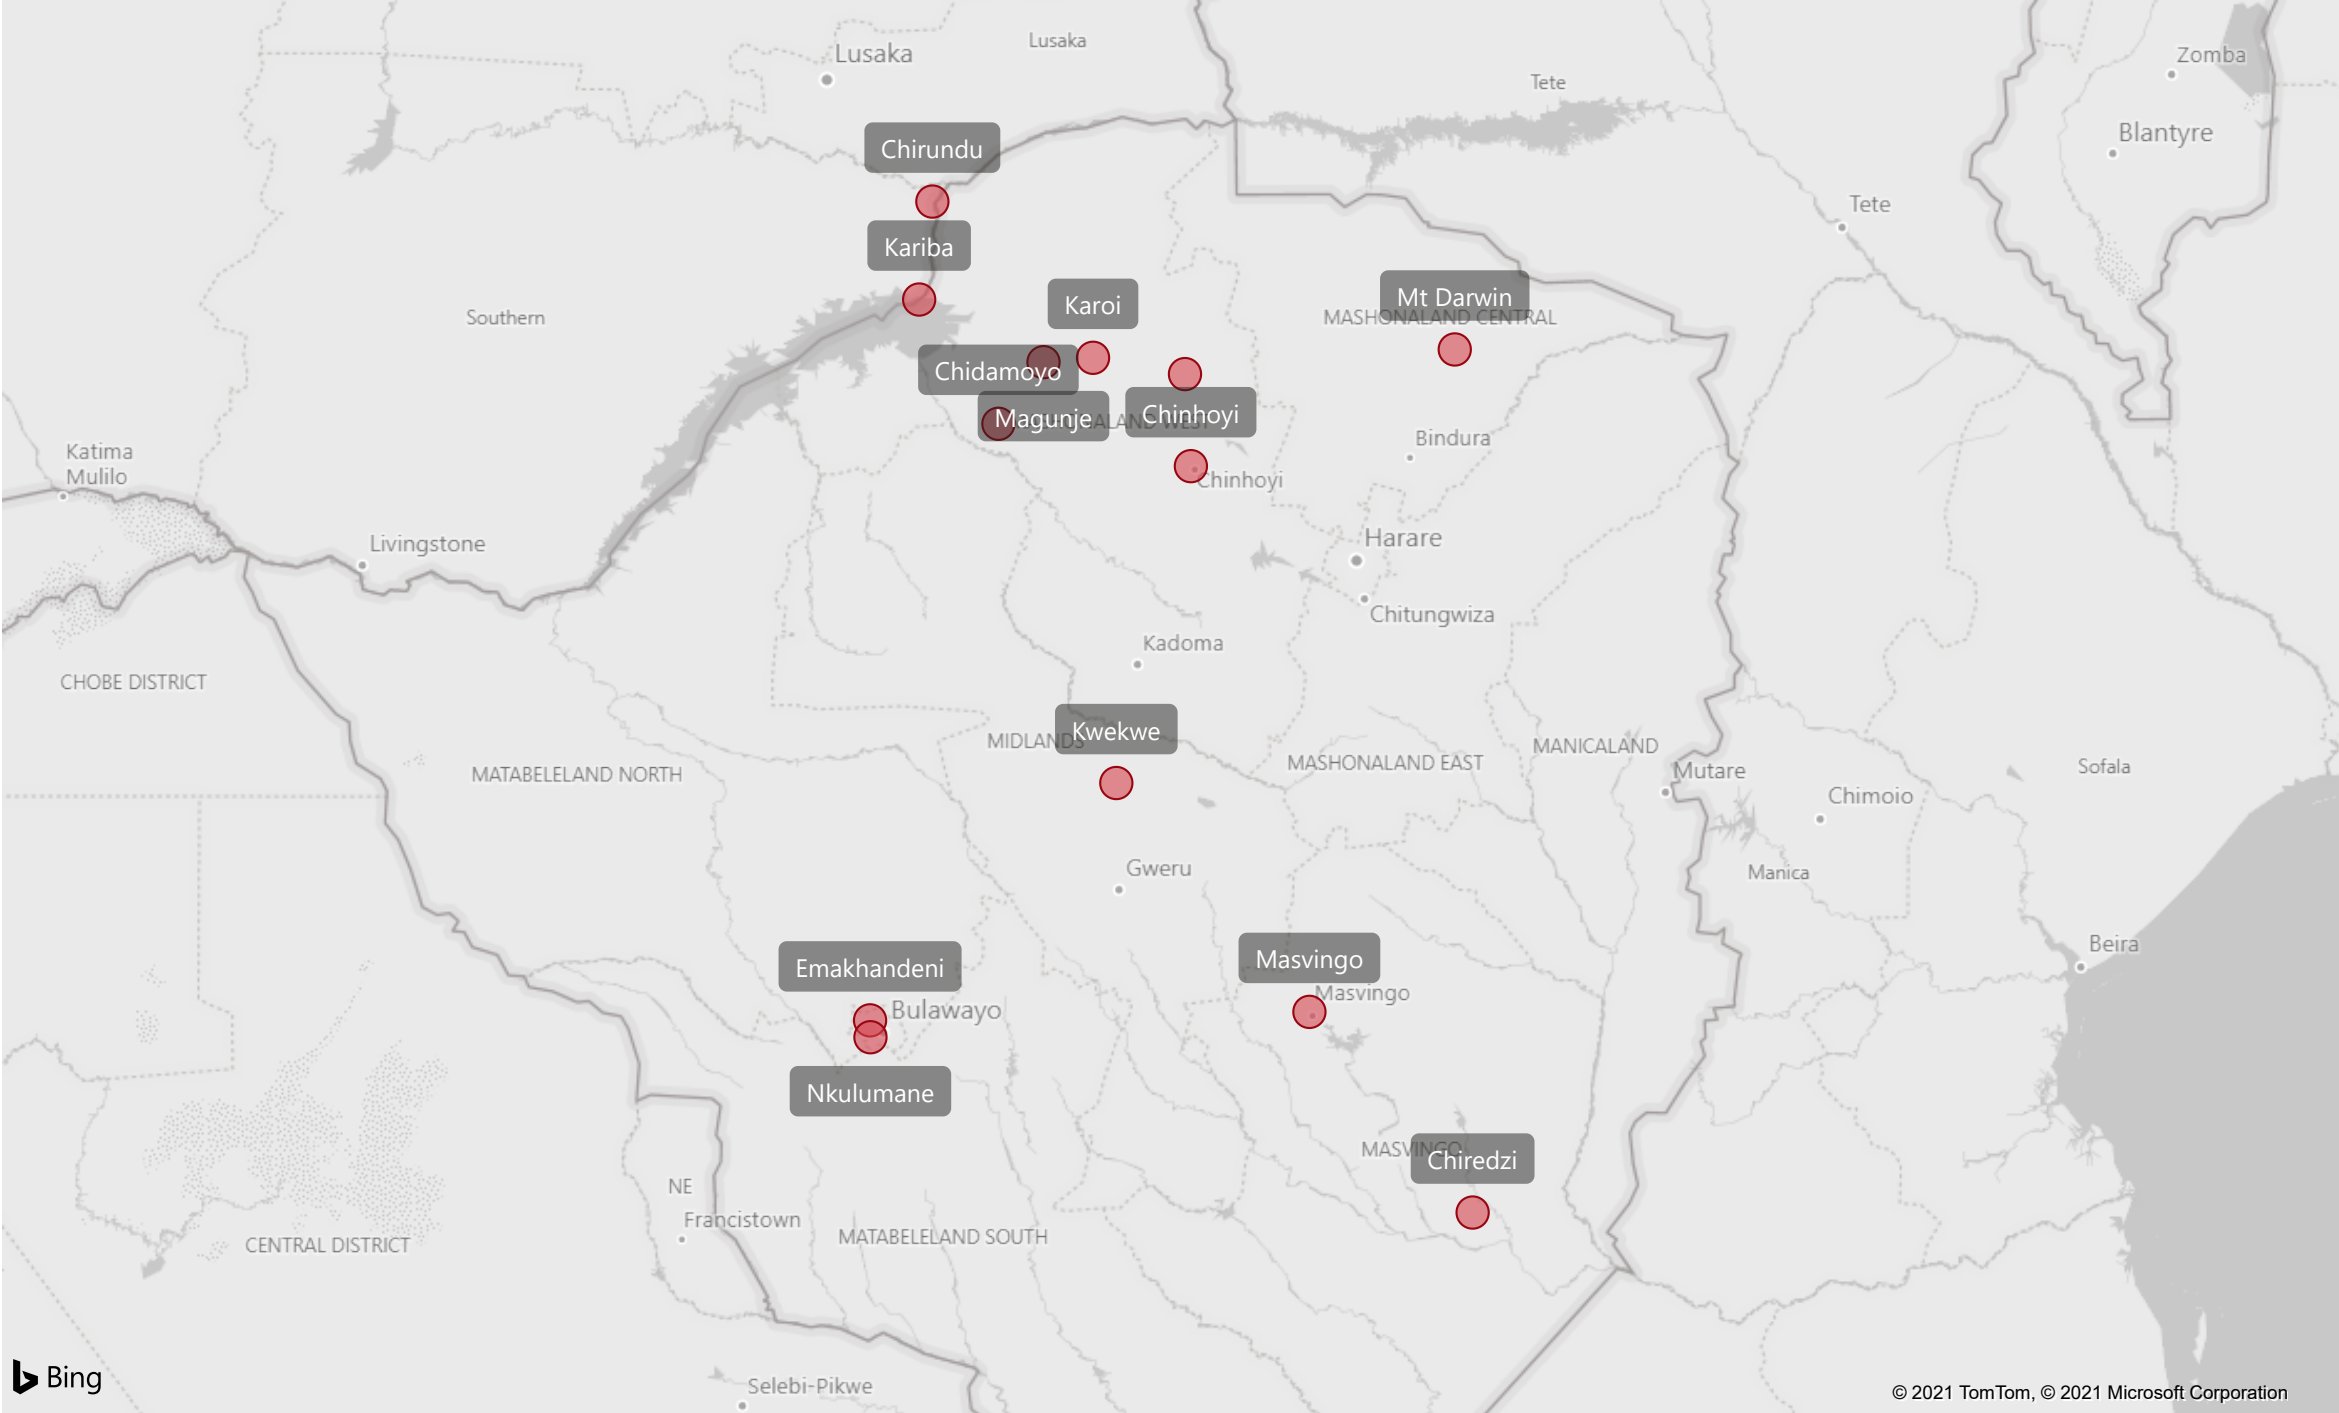 Lusaka
Lusaka
Tete
Zomba
Blantyre
Chirundu
Tete
Kariba
Karoi
Mt Darwin
MASHONALAND CENTRAL
Southern
Chidamoyo
Magunje
Chinhoyi
Bindura
Katima
Mulilo
Chinhoyi
Livingstone
Harare
Chitungwiza
Kadoma
CHOBE DISTRICT
Kwekwe
MIDLANDS
MANICALAND
MASHONALAND EAST
MATABELELAND NORTH
Mutare
Sofala
Chimoio
Gweru
Manica
Beira
Emakhandeni
Masvingo
Masvingo
Bulawayo
Nkulumane
MASVINGO
Chiredzi
NE
Francistown
CENTRAL DISTRICT
MATABELELAND SOUTH
Bing
Selebi-Pikwe
© 2021 TomTom, © 2021 Microsoft Corporation